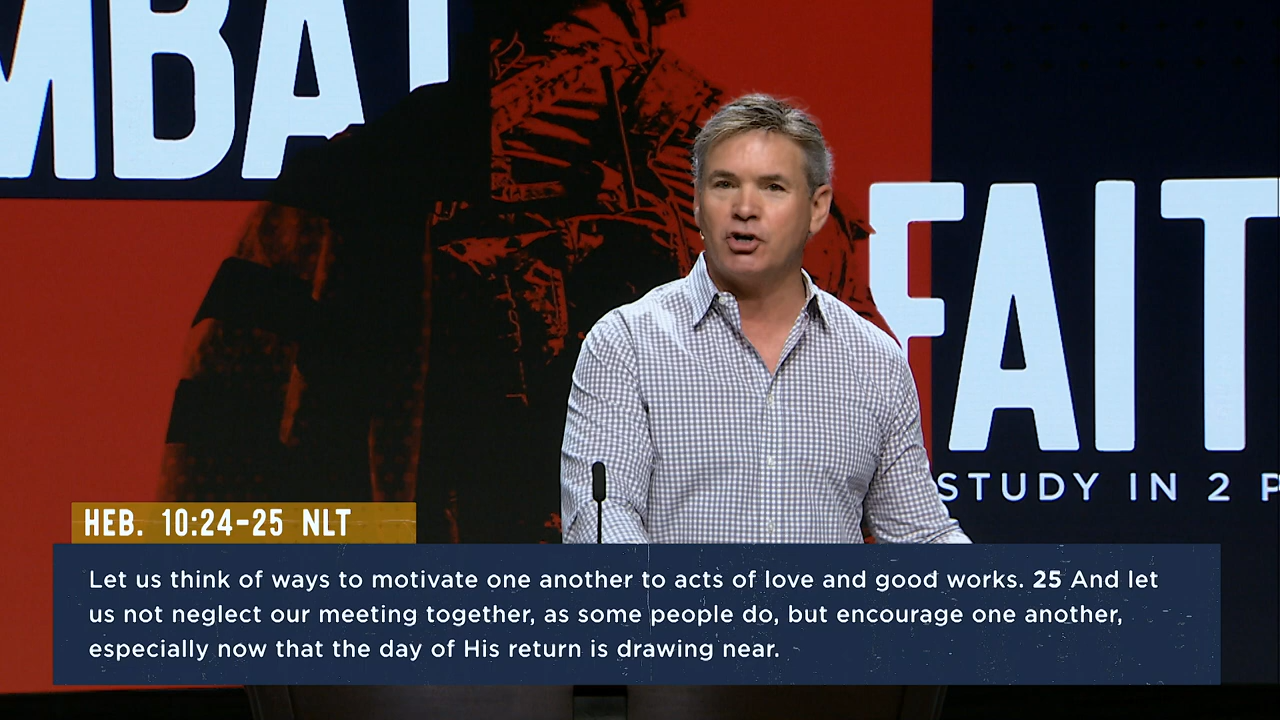 MBAT
FAIT
STUDY IN 2 P
HEB. 10:24-25 NLT
Let us think of ways to motivate one another to acts of love and good works. 25 And let
us not neglect our meeting together, as some people do, but encourage one another,
especially now that the day of His return is drawing near.